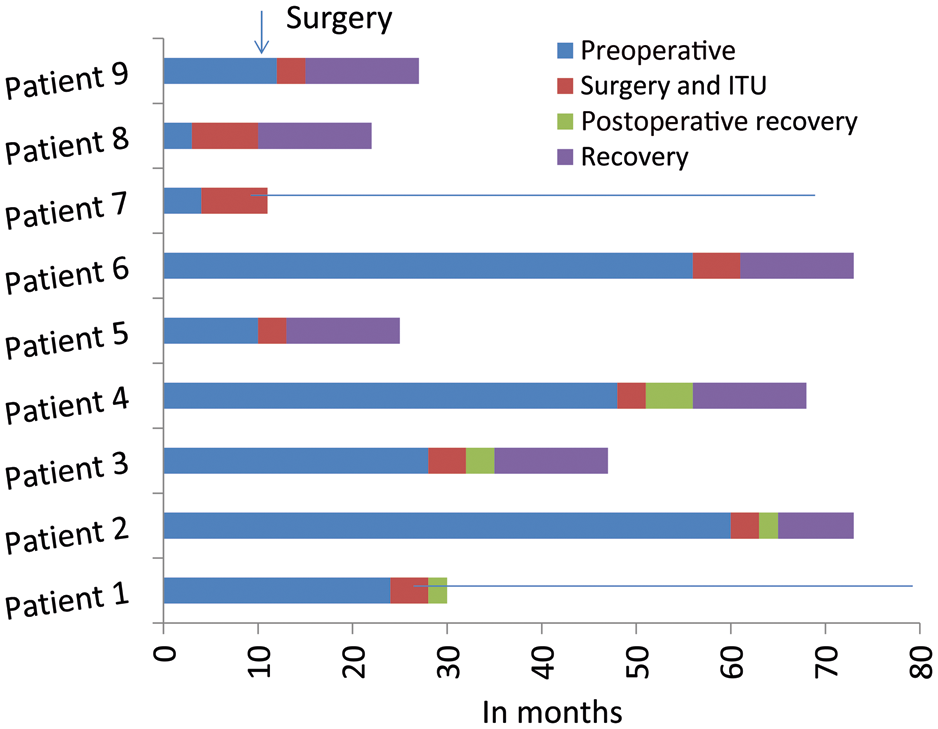 Surgery
Preoperative
Surgery and ITU
Postoperative recovery
Recovery
Patient 9
Patient 8
Patient 7
Patient 6
Patient 5
Patient 4
Patient 3
Patient 2
Patient 1
0 10 20 30 40 50 60 70 80
In months